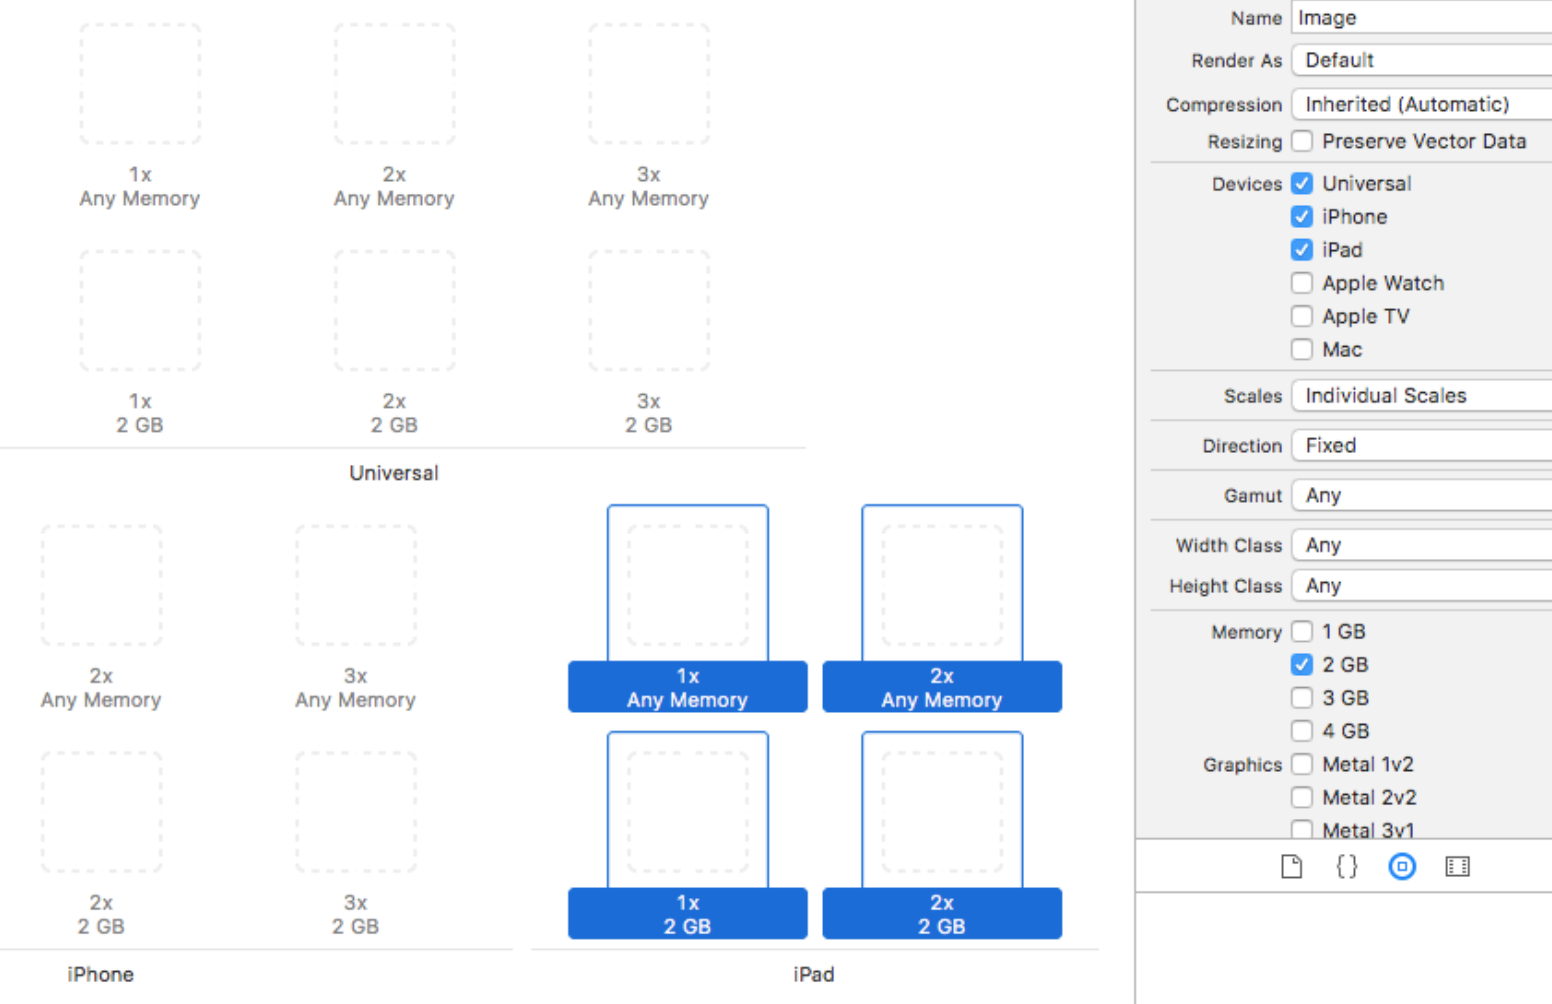 1x 2x 3x
Any Memory Any Memory Any Memory
1x 2x 3x
2 GB 2 GB 2 GB
Universal
2x 3x 1x 2x
Any Memory Any Memory Any Memory Any Memory
2x 3x 1x 2x
2 GB 2 GB 2 GB 2 GB
iPhone iPad
Name Image
Render As Default
Compression Inherited (Automatic)
Resizing Preserve Vector Data
Devices Universal
iPhone
iPad
Apple Watch
Apple TV
Mac
Scales Individual Scales
Direction Fixed
Gamut Any
Width Class Any
Height Class Any
Memory 1 GB
2 GB
3 GB
4 GB
Graphics Metal 1v2
Metal 2v2
Metal 3v1